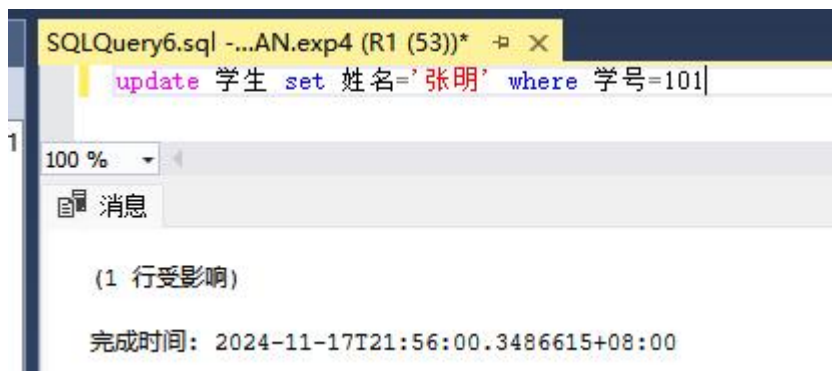 SQLQuery6.sql -...AN.exp4 (R1 (53))*
update 学生 set 姓名='张明' where 学号=101
1
100 %
消息
(1 行受影响)
完成时间: 2024-11-17T21:56:00.3486615+08:00